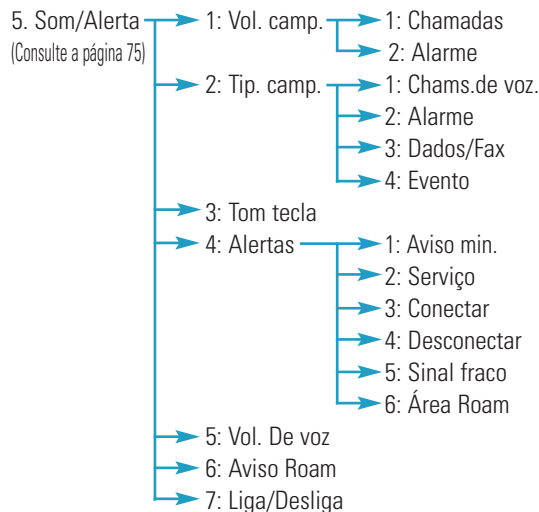 5. Som/Alerta 1: Vol. camp. 1: Chamadas
(Consulte a página 75) 2: Alarme
2: Tip. camp. 1: Chams.de voz.
2: Alarme
3: Dados/Fax
4: Evento
3: Tom tecla
4: Alertas 1: Aviso min.
2: Serviço
3: Conectar
4: Desconectar
5: Sinal fraco
6: Área Roam
5: Vol. De voz
6: Aviso Roam
7: Liga/Desliga